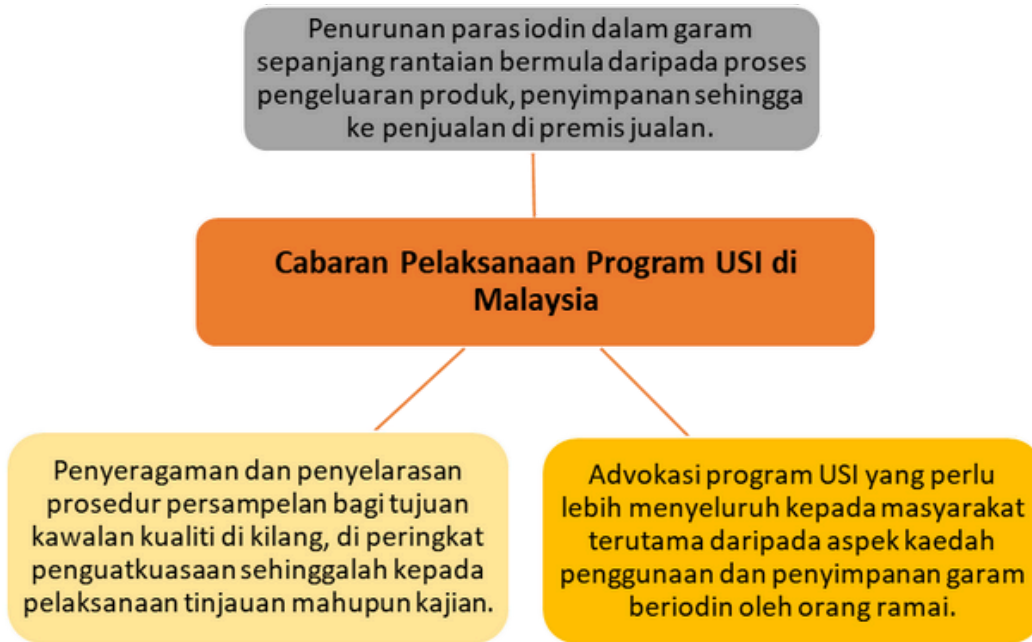 Penurunan paras iodin dalam garam
sepanjang rantaian bermula daripada proses
pengeluaran produk, penyimpanan sehingga
ke penjualan di premis jualan.
Cabaran Pelaksanaan Program USI di
Malaysia
Penyeragaman dan penyelarasan
prosedur persampelan bagi tujuan
kawalan kualiti di kilang, di peringkat
penguatkuasaan sehinggalah kepada
pelaksanaan tinjauan mahupun kajian.
Advokasi program USI yang perlu
lebih menyeluruh kepada masyarakat
terutama daripada aspek kaedah
penggunaan dan penyimpanan garam
beriodin oleh orang ramai.